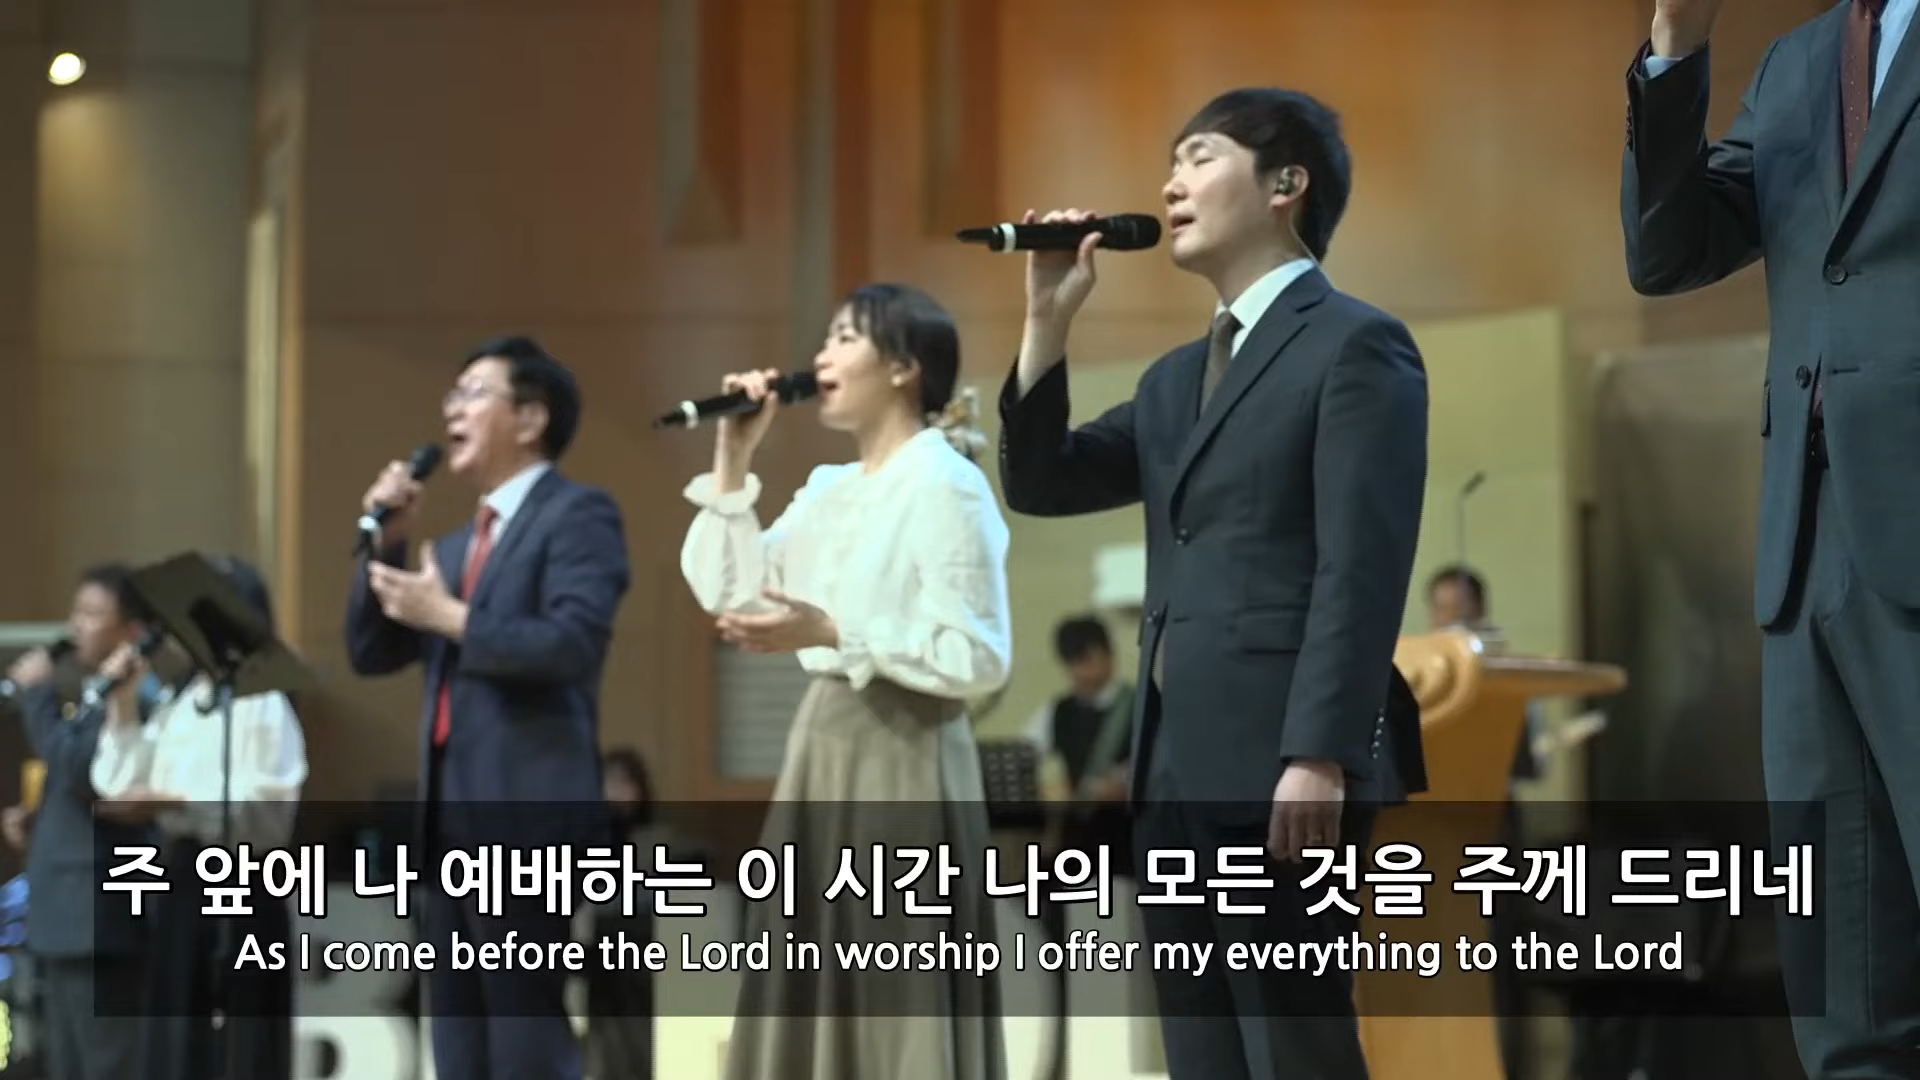 주 앞에 나 예배하는 이 시간 나의 모든 것을 주께 드리네
As I come before the Lord in worship I offer my everything to the Lord